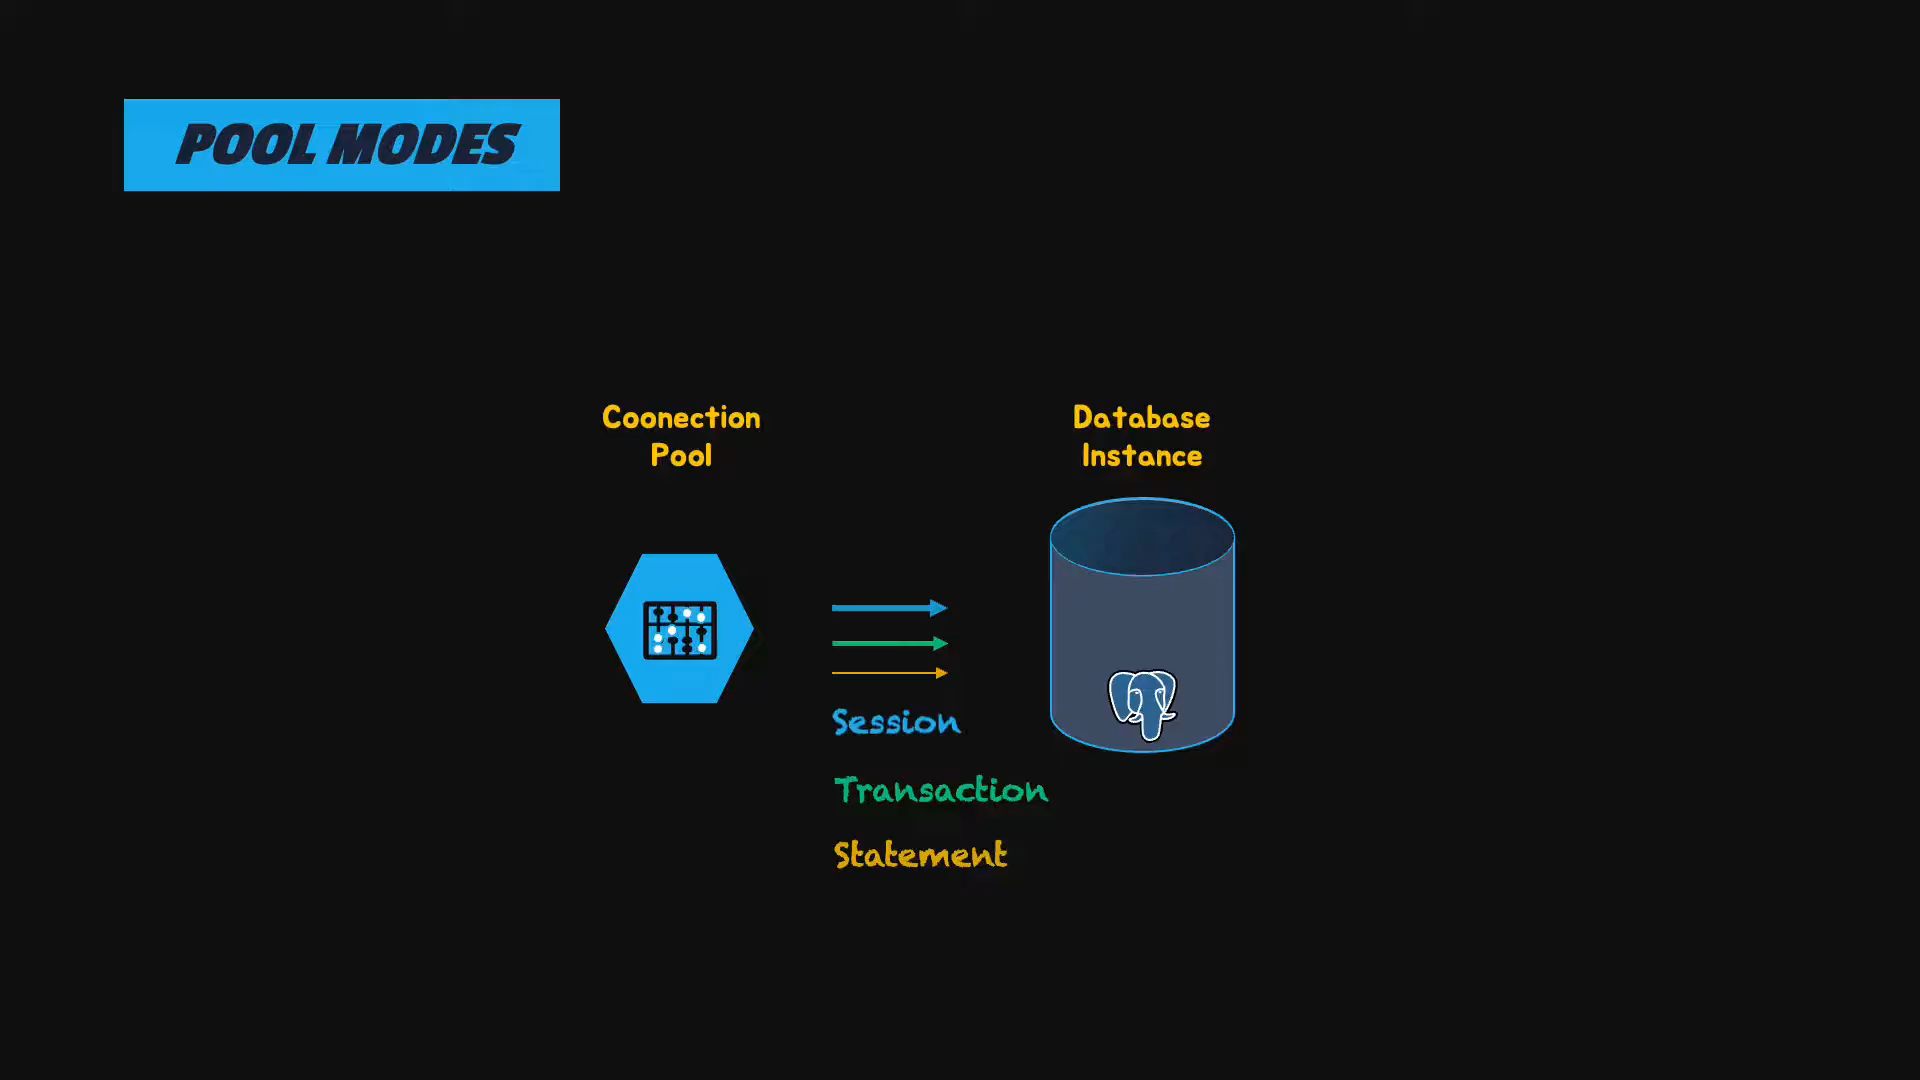 POOL MODES
Coonection
Pool
Database
Instance
Session
Transaction
Statement